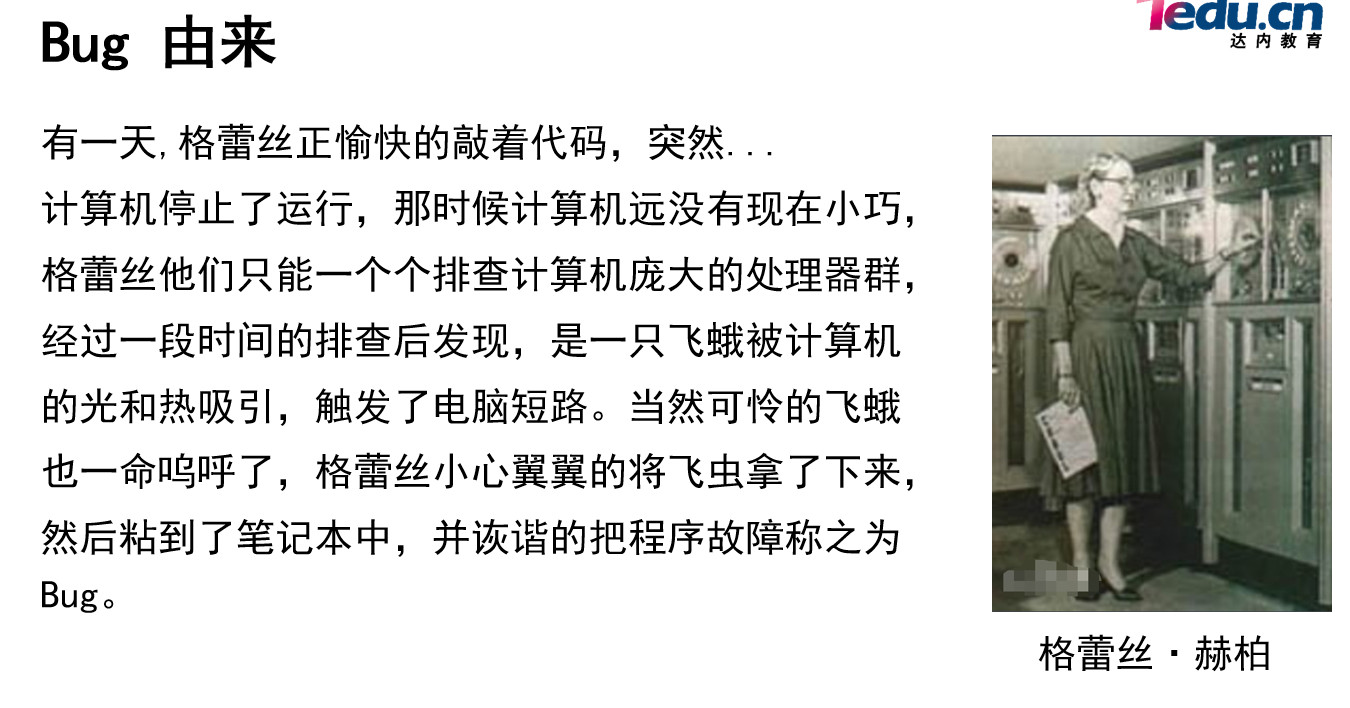 Bug 由来
1edu.cn
达内教育
有一天,格蕾丝正愉快的敲着代码，突然...
计算机停止了运行，那时候计算机远没有现在小巧，
格蕾丝他们只能一个个排查计算机庞大的处理器群，
经过一段时间的排查后发现，是一只飞蛾被计算机
的光和热吸引，触发了电脑短路。当然可怜的飞蛾
也一命呜呼了，格蕾丝小心翼翼的将飞虫拿了下来，
然后粘到了笔记本中，并诙谐的把程序故障称之为
Bug。
格蕾丝·赫柏